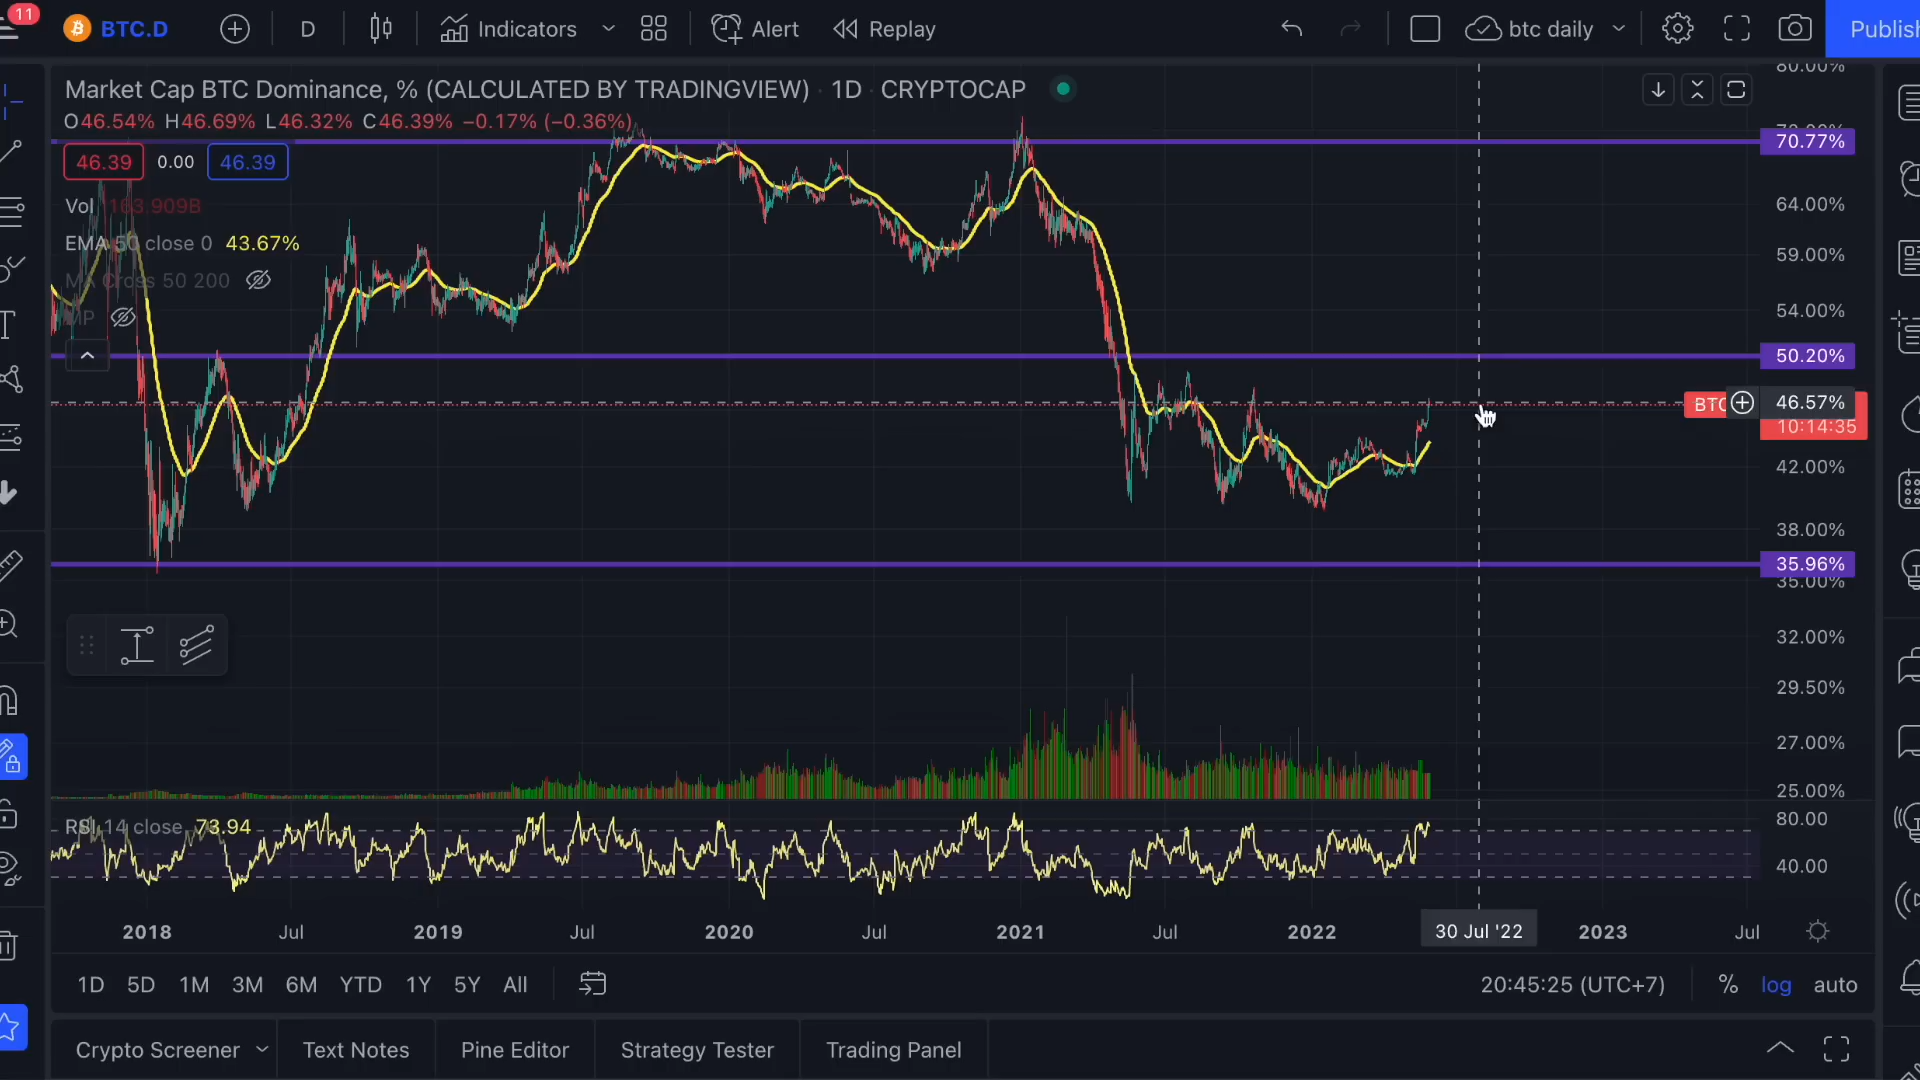 11
BTC.D
D
Indicators
Alert
Replay
btc daily
Publish
Market Cap BTC Dominance, % (CALCULATED BY TRADINGVIEW) · 1D · CRYPTOCAP
O46.54% H46.69% L46.32% C46.39% −0.17% (−0.36%)
46.39 0.00 46.39
Vol 163.909B
EMA 50 close 0 43.67%
MA Cross 50 200
MP
80.00%
70.77%
64.00%
59.00%
54.00%
50.20%
BTC
46.57%
10:14:35
42.00%
38.00%
35.96%
35.00%
32.00%
29.50%
27.00%
25.00%
RSI 14 close 73.94
80.00
40.00
2018 Jul 2019 Jul 2020 Jul 2021 Jul 2022 30 Jul '22 2023 Jul
1D 5D 1M 3M 6M YTD 1Y 5Y All
20:45:25 (UTC+7) % log auto
Crypto Screener Text Notes Pine Editor Strategy Tester Trading Panel